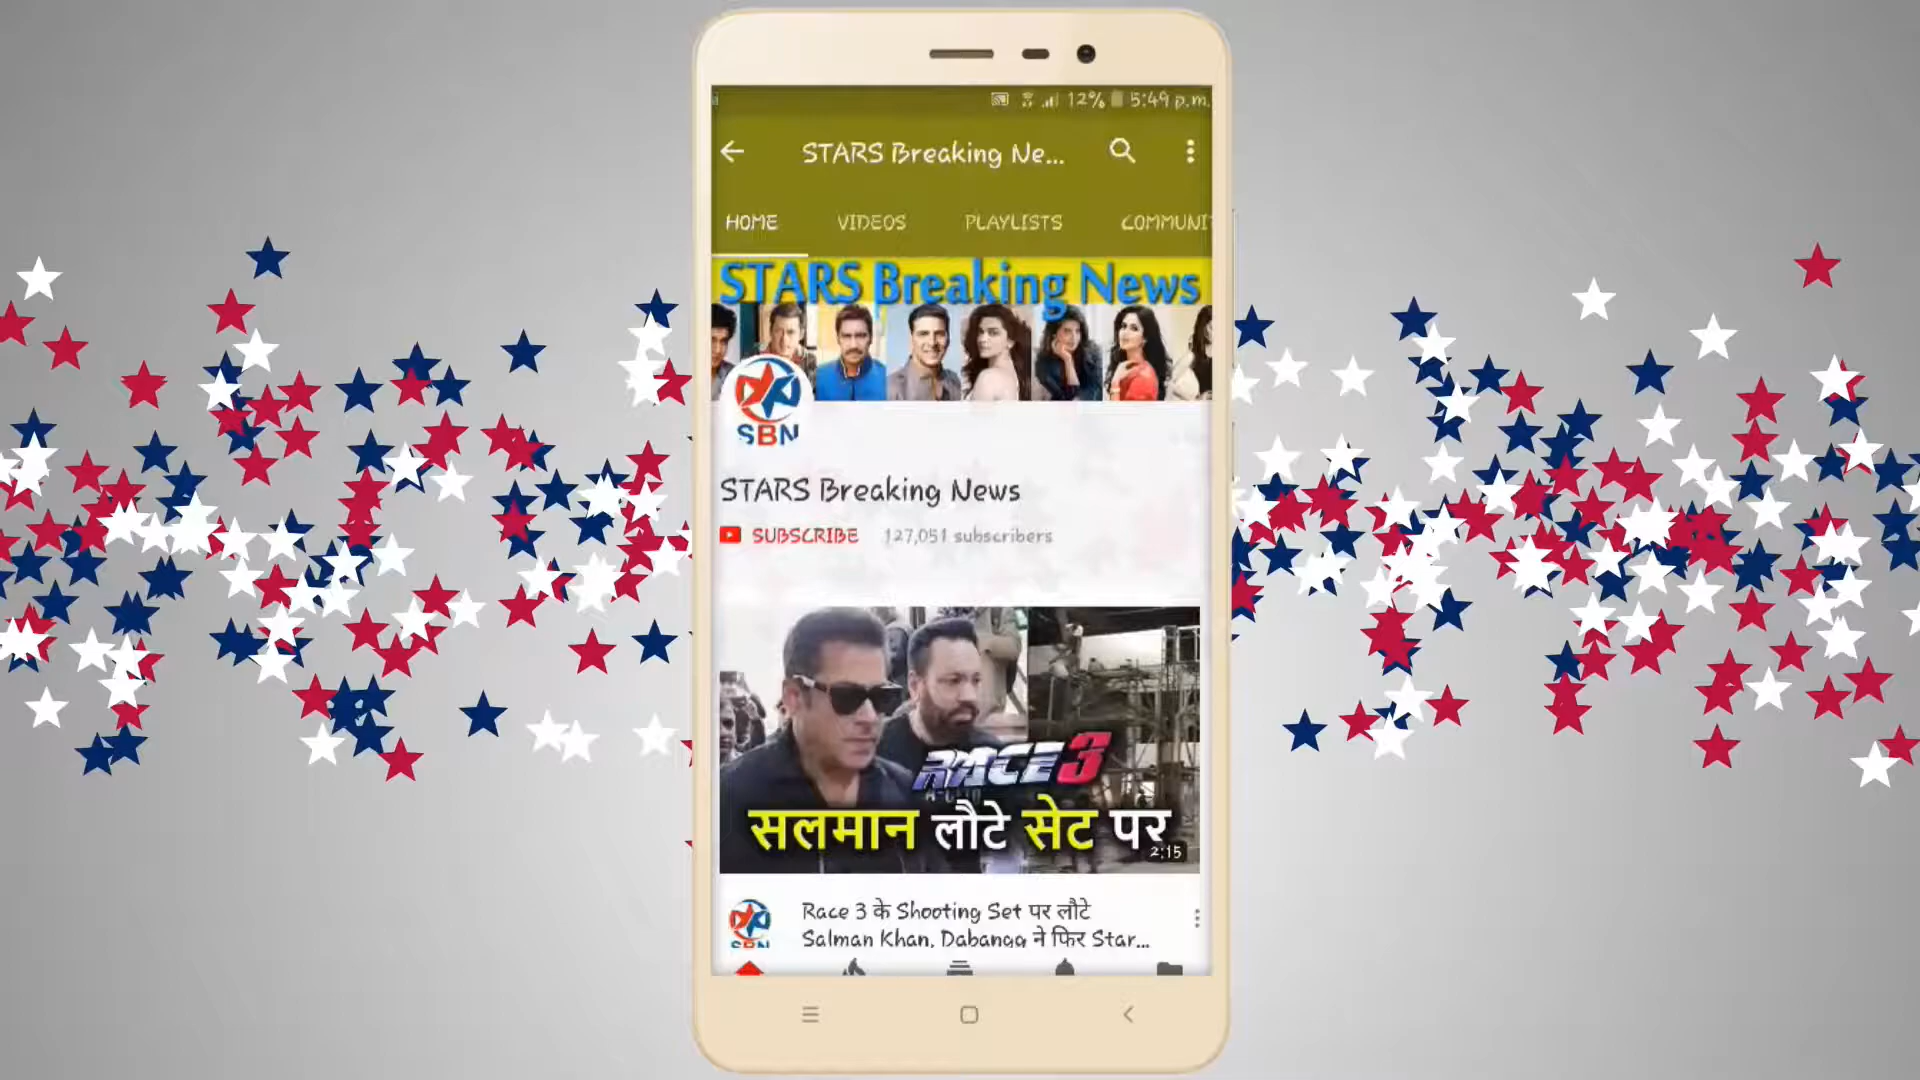 12% 5:49 p.m.
STARS Breaking Ne...
HOME VIDEOS PLAYLISTS COMMUNI
STARS Breaking News
SBN
STARS Breaking News
SUBSCRIBE 127,051 subscribers
RACE 3
सलमान लौटे सेट पर
2:15
Race 3 के Shooting Set पर लौटे
SBN
Salman Khan, Dabangg ने फिर Star...